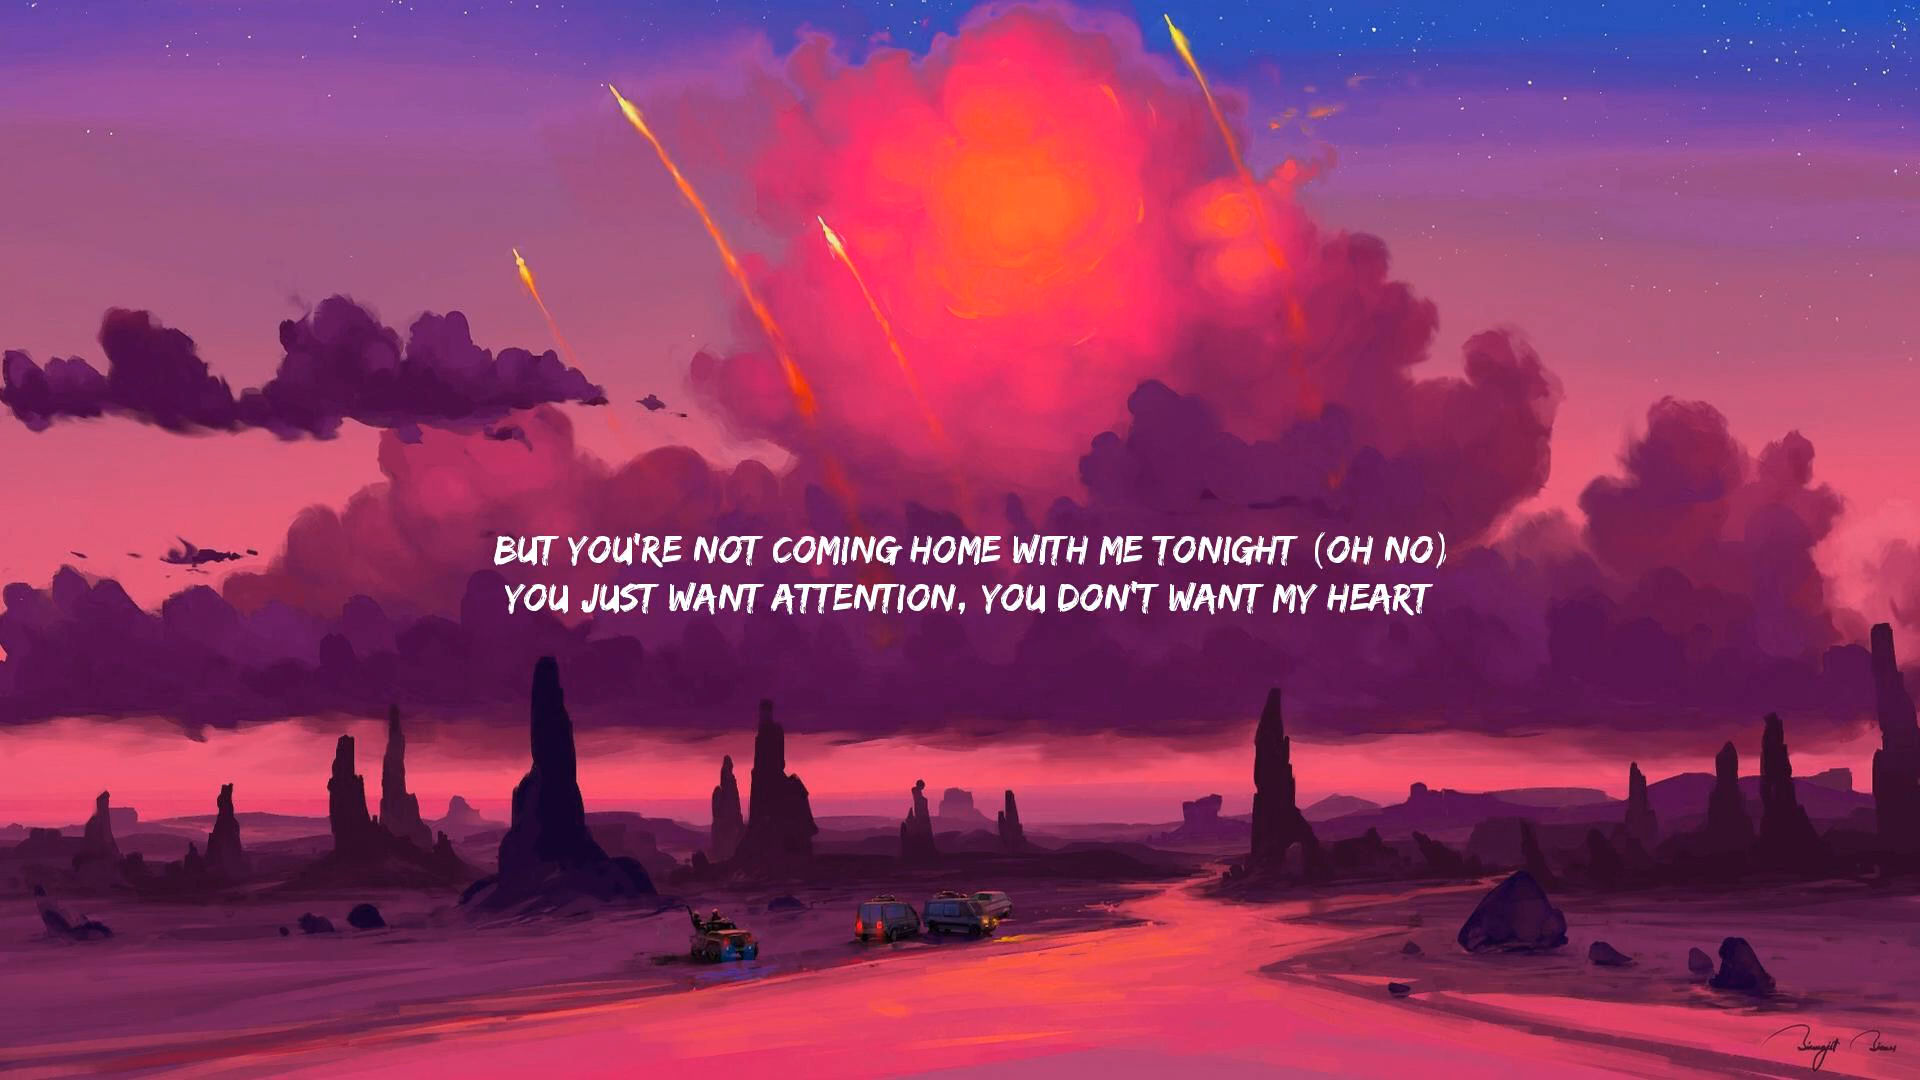 BUT YOU'RE NOT COMING HOME WITH ME TONIGHT (OH NO)
YOU JUST WANT ATTENTION, YOU DON'T WANT MY HEART